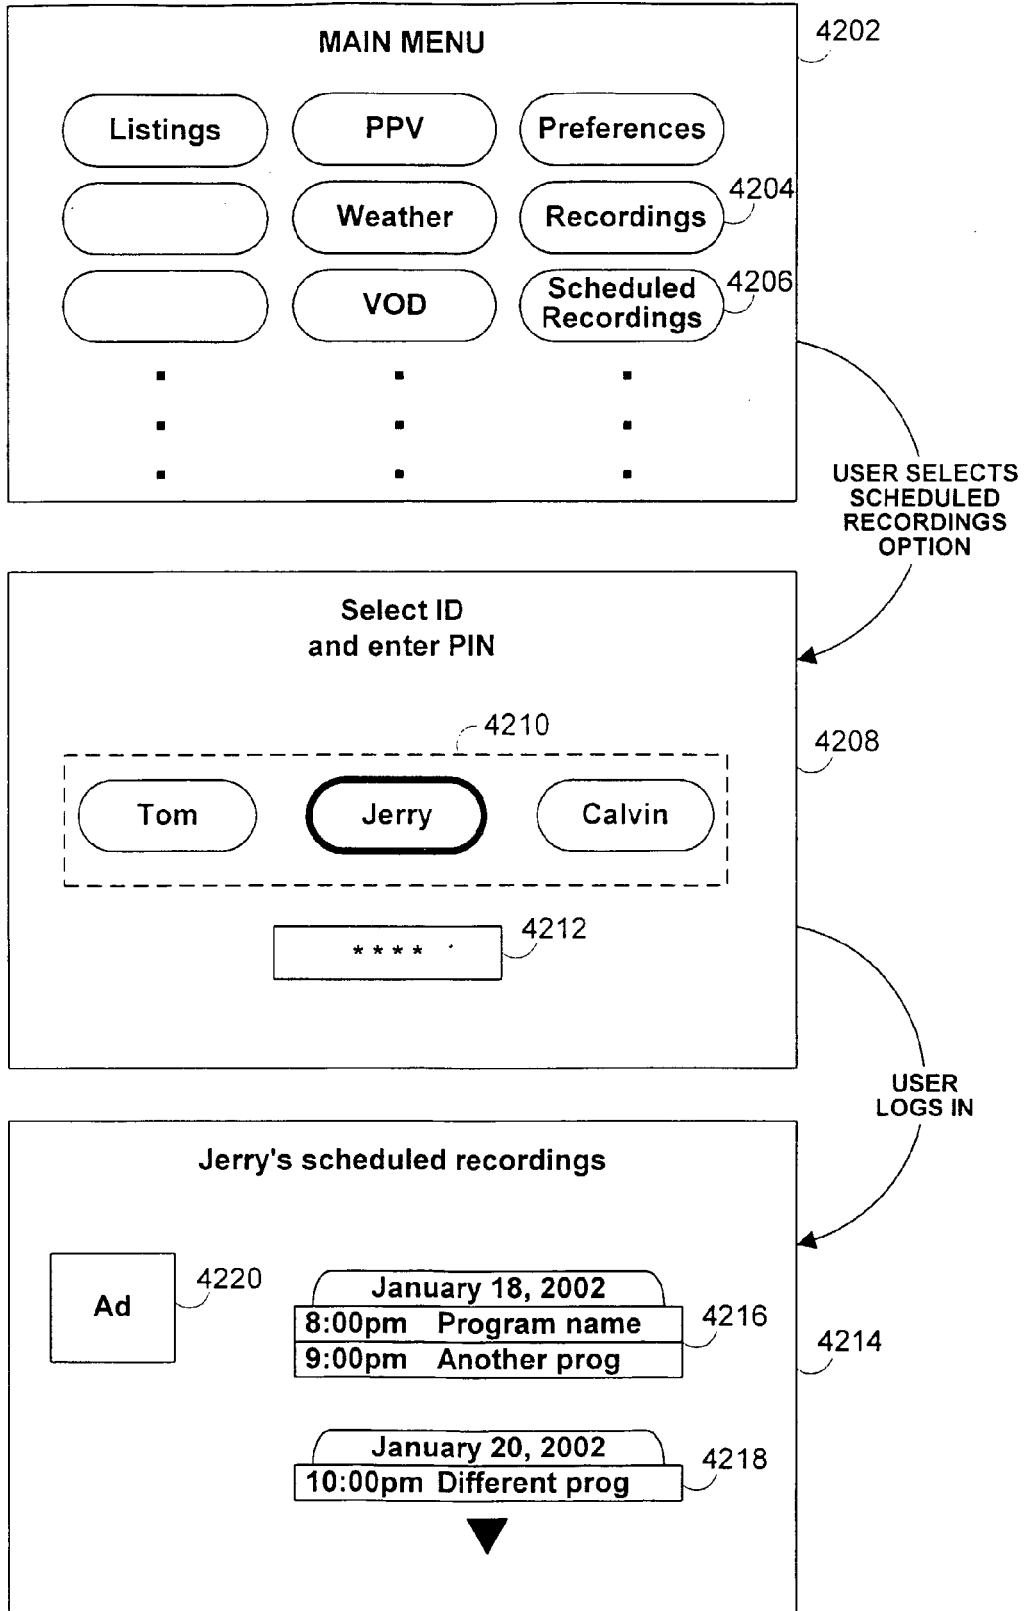 MAIN MENU
4202
Listings
PPV
Preferences
4204
Weather
Recordings
4206
VOD
Scheduled
Recordings
USER SELECTS
SCHEDULED
RECORDINGS
OPTION
Select ID
and enter PIN
4210
4208
Tom
Jerry
Calvin
4212
* * * *
USER
LOGS IN
Jerry's scheduled recordings
4220
Ad
January 18, 2002
8:00pm Program name
4216
9:00pm Another prog
4214
January 20, 2002
10:00pm Different prog
4218